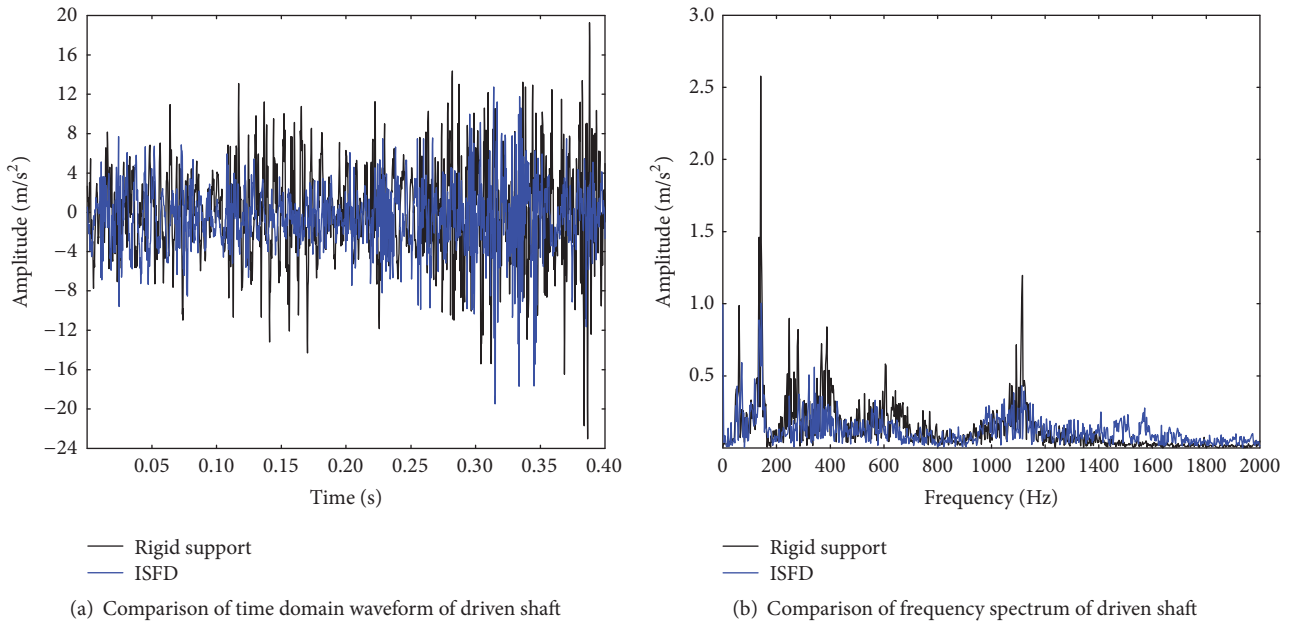 20
16
12
8
4
0
−4
−8
−12
−16
−20
−24
Amplitude (m/s²)
0.05 0.10 0.15 0.20 0.25 0.30 0.35 0.40
Time (s)
Rigid support
ISFD
(a) Comparison of time domain waveform of driven shaft
3.0
2.5
2.0
1.5
1.0
0.5
Amplitude (m/s²)
0 200 400 600 800 1000 1200 1400 1600 1800 2000
Frequency (Hz)
Rigid support
ISFD
(b) Comparison of frequency spectrum of driven shaft